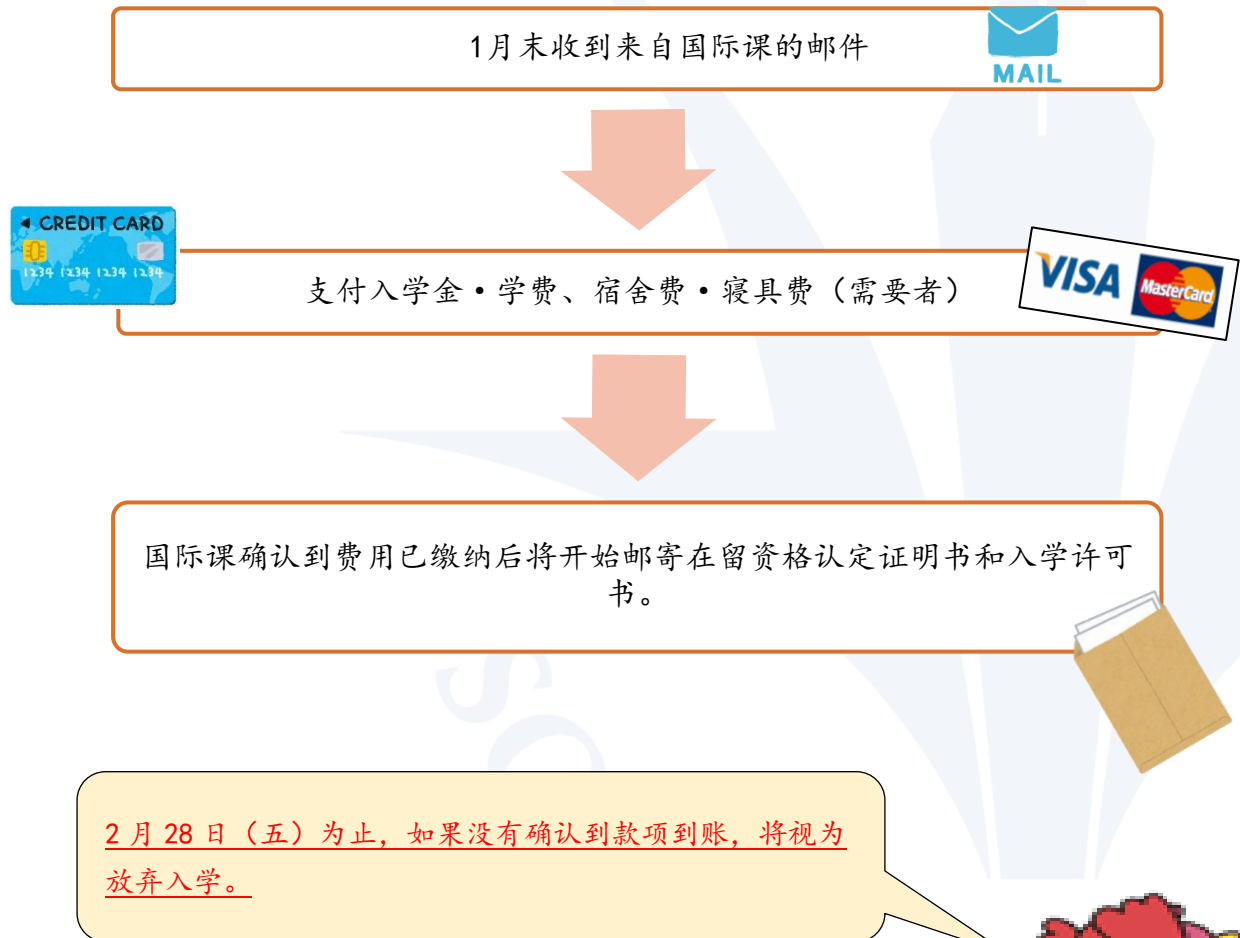 1月末收到来自国际课的邮件
MAIL
CREDIT CARD
1234 1234 1234 1234
支付入学金·学费、宿舍费·寝具费（需要者）
VISA MasterCard
国际课确认到费用已缴纳后将开始邮寄在留资格认定证明书和入学许可
书。
SC
2月28日（五）为止，如果没有确认到款项到账，将视为
放弃入学。